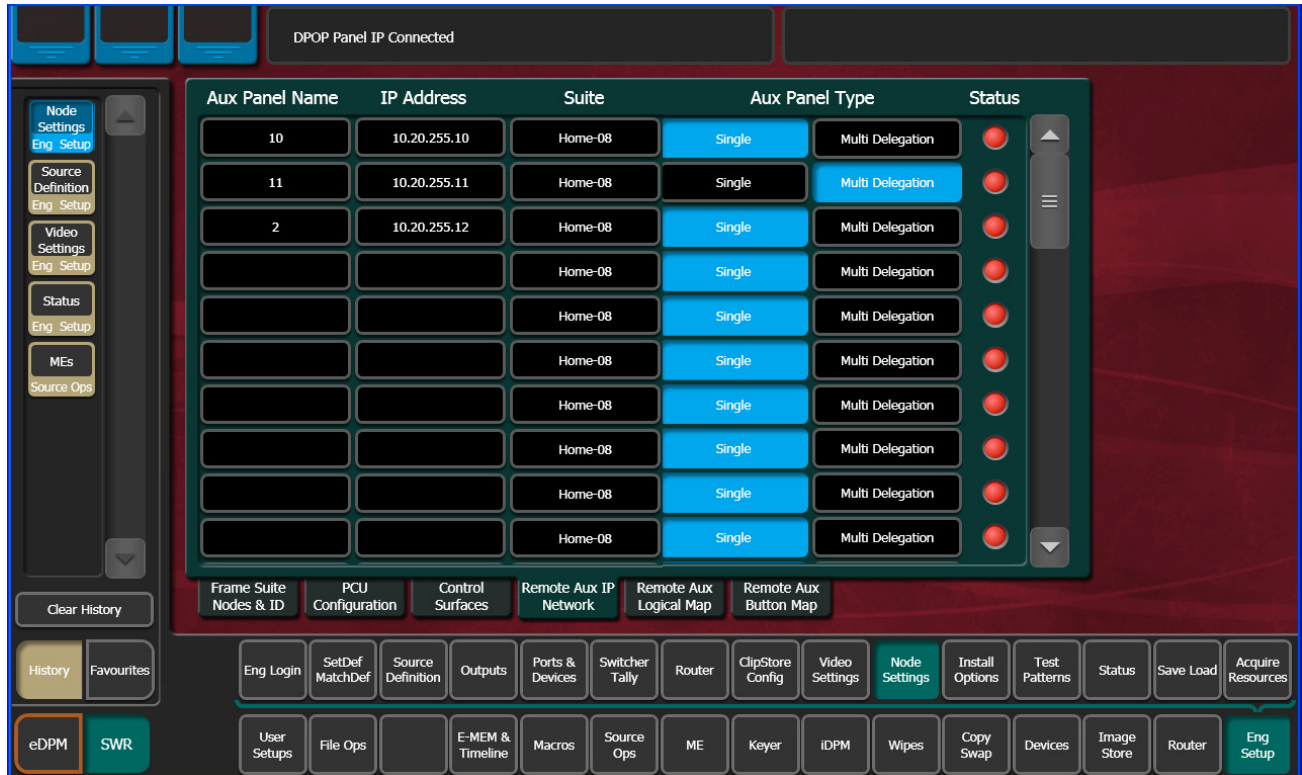 DPOP Panel IP Connected
Node
Settings
Eng Setup
Source
Definition
Eng Setup
Video
Settings
Eng Setup
Status
Eng Setup
MEs
Source Ops
Clear History
History Favourites
eDPM SWR
Aux Panel Name IP Address Suite Aux Panel Type Status
10 10.20.255.10 Home-08 Single Multi Delegation
11 10.20.255.11 Home-08 Single Multi Delegation
2 10.20.255.12 Home-08 Single Multi Delegation
Home-08 Single Multi Delegation
Home-08 Single Multi Delegation
Home-08 Single Multi Delegation
Home-08 Single Multi Delegation
Home-08 Single Multi Delegation
Home-08 Single Multi Delegation
Home-08 Single Multi Delegation
Frame Suite
Nodes & ID
PCU
Configuration
Control
Surfaces
Remote Aux IP
Network
Remote Aux
Logical Map
Remote Aux
Button Map
Eng Login
SetDef
MatchDef
Source
Definition
Outputs
Ports &
Devices
Switcher
Tally
Router
ClipStore
Config
Video
Settings
Node
Settings
Install
Options
Test
Patterns
Status
Save Load
Acquire
Resources
User
Setups
File Ops
E-MEM &
Timeline
Macros
Source
Ops
ME
Keyer
iDPM
Wipes
Copy
Swap
Devices
Image
Store
Router
Eng
Setup